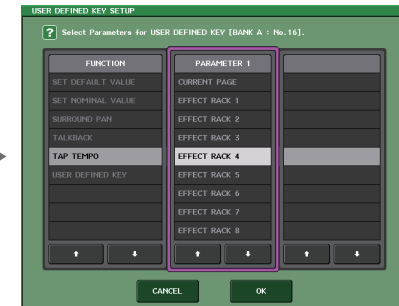 USER DEFINED KEY SETUP
? Select Parameters for USER DEFINED KEY [BANK A : No.16].
FUNCTION
SET DEFAULT VALUE
SET NOMINAL VALUE
SURROUND PAN
TALKBACK
TAP TEMPO
USER DEFINED KEY
PARAMETER 1
CURRENT PAGE
EFFECT RACK 1
EFFECT RACK 2
EFFECT RACK 3
EFFECT RACK 4
EFFECT RACK 5
EFFECT RACK 6
EFFECT RACK 7
EFFECT RACK 8
CANCEL
OK